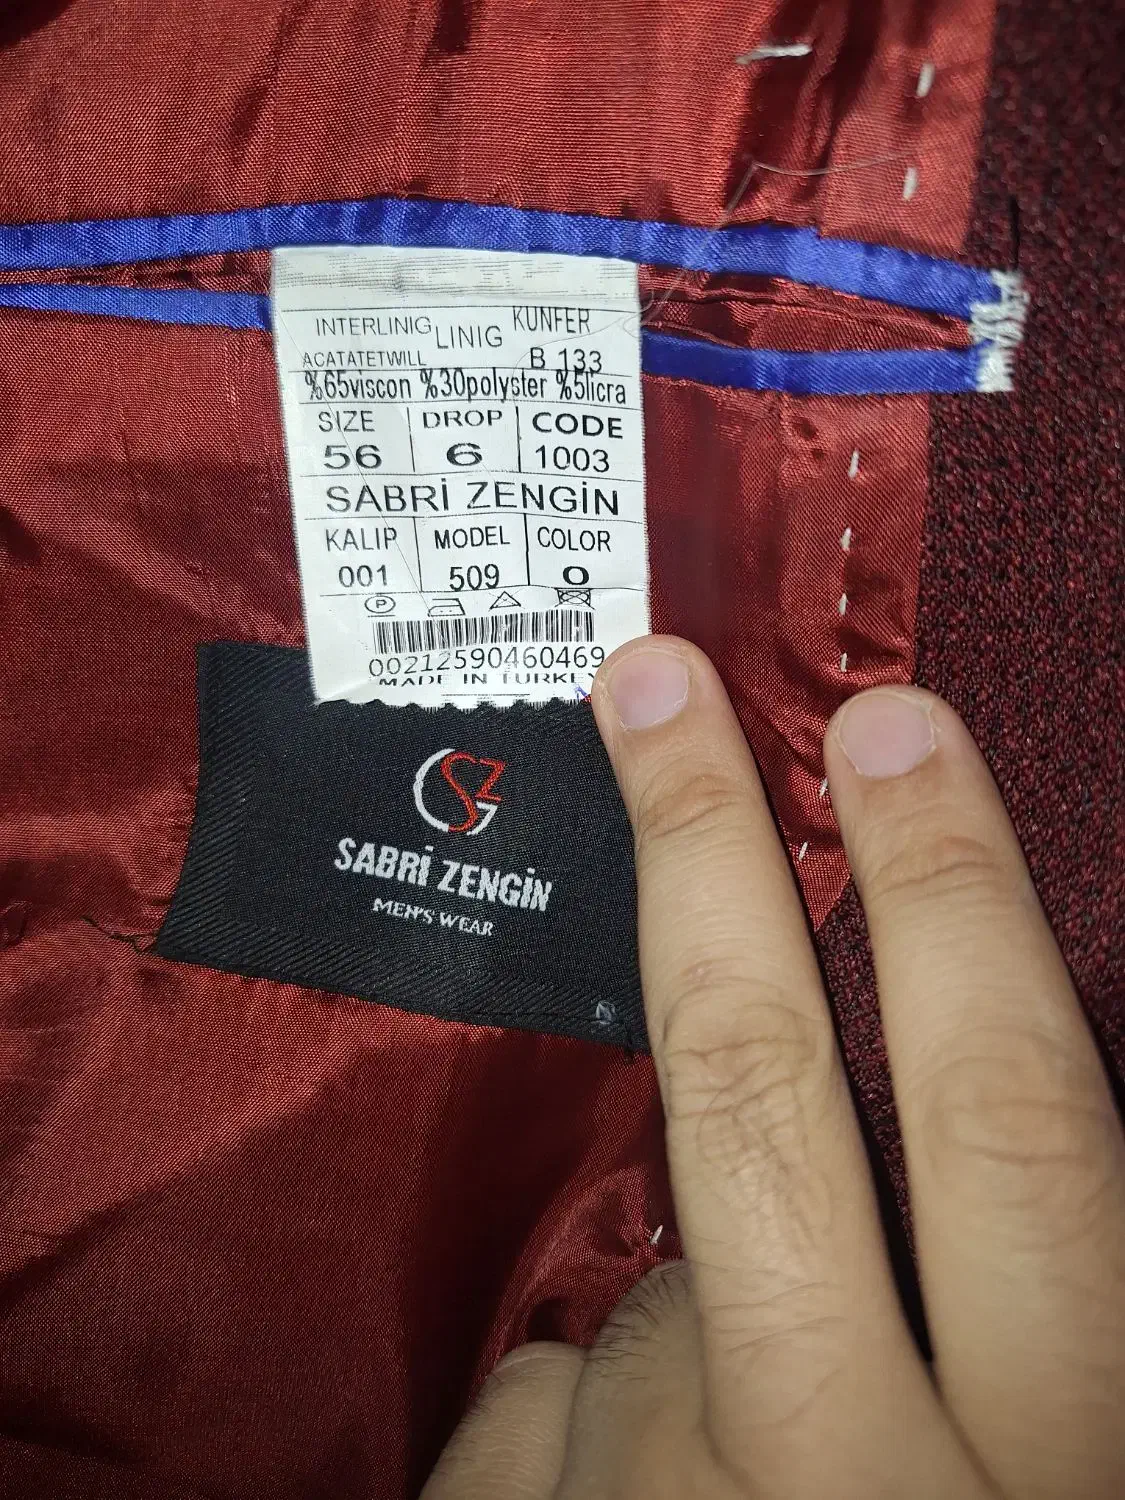 INTERLINIG LINIG KUNFER
ACATATETWILL B 133
%65viscon %30polyster %5licra
SIZE DROP CODE
56 6 1003
SABRİ ZENGİN
KALIP MODEL COLOR
001 509 0
P
00212590460469
MADE IN TURKEY
SZ
SABRİ ZENGİN
MEN'S WEAR